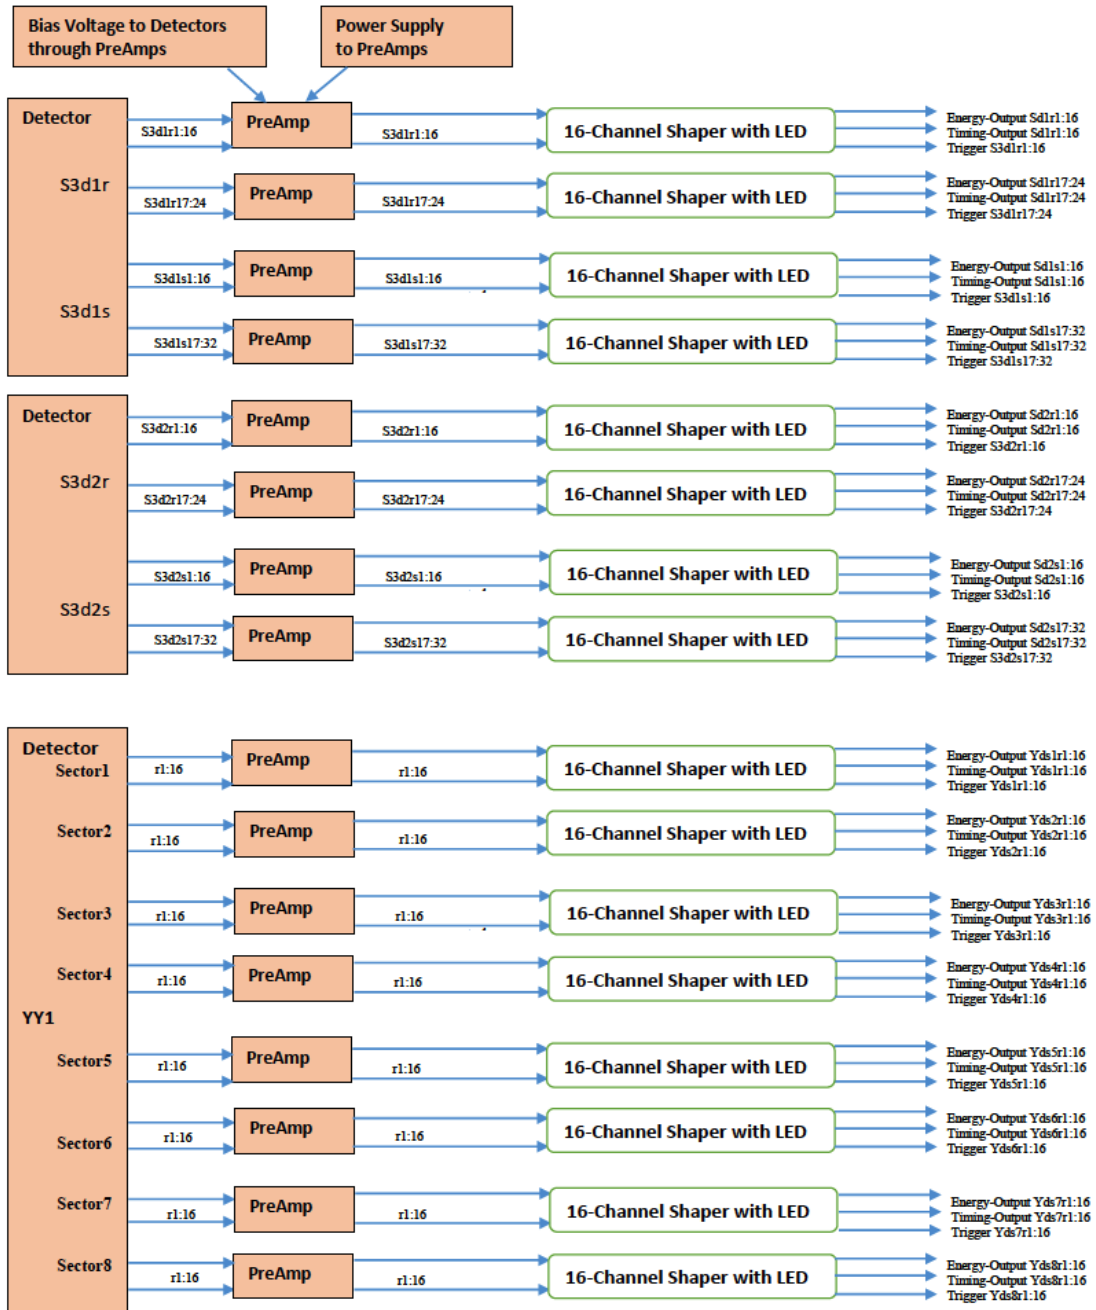 Bias Voltage to Detectors
through PreAmps
Power Supply
to PreAmps
Detector
S3d1r
S3d1s
S3d1r1:16
PreAmp
S3d1r1:16
16-Channel Shaper with LED
Energy-Output Sd1r1:16
Timing-Output Sd1r1:16
Trigger S3d1r1:16
S3d1r17:24
PreAmp
S3d1r17:24
16-Channel Shaper with LED
Energy-Output Sd1r17:24
Timing-Output Sd1r17:24
Trigger S3d1r17:24
S3d1s1:16
PreAmp
S3d1s1:16
16-Channel Shaper with LED
Energy-Output Sd1s1:16
Timing-Output Sd1s1:16
Trigger S3d1s1:16
S3d1s17:32
PreAmp
S3d1s17:32
16-Channel Shaper with LED
Energy-Output Sd1s17:32
Timing-Output Sd1s17:32
Trigger S3d1s17:32
Detector
S3d2r
S3d2s
S3d2r1:16
PreAmp
S3d2r1:16
16-Channel Shaper with LED
Energy-Output Sd2r1:16
Timing-Output Sd2r1:16
Trigger S3d2r1:16
S3d2r17:24
PreAmp
S3d2r17:24
16-Channel Shaper with LED
Energy-Output Sd2r17:24
Timing-Output Sd2r17:24
Trigger S3d2r17:24
S3d2s1:16
PreAmp
S3d2s1:16
16-Channel Shaper with LED
Energy-Output Sd2s1:16
Timing-Output Sd2s1:16
Trigger S3d2s1:16
S3d2s17:32
PreAmp
S3d2s17:32
16-Channel Shaper with LED
Energy-Output Sd2s17:32
Timing-Output Sd2s17:32
Trigger S3d2s17:32
Detector
Sector1
r1:16
PreAmp
r1:16
16-Channel Shaper with LED
Energy-Output Yds1r1:16
Timing-Output Yds1r1:16
Trigger Yds1r1:16
Sector2
r1:16
PreAmp
r1:16
16-Channel Shaper with LED
Energy-Output Yds2r1:16
Timing-Output Yds2r1:16
Trigger Yds2r1:16
Sector3
r1:16
PreAmp
r1:16
16-Channel Shaper with LED
Energy-Output Yds3r1:16
Timing-Output Yds3r1:16
Trigger Yds3r1:16
Sector4
r1:16
PreAmp
r1:16
16-Channel Shaper with LED
Energy-Output Yds4r1:16
Timing-Output Yds4r1:16
Trigger Yds4r1:16
YY1
Sector5
r1:16
PreAmp
r1:16
16-Channel Shaper with LED
Energy-Output Yds5r1:16
Timing-Output Yds5r1:16
Trigger Yds5r1:16
Sector6
r1:16
PreAmp
r1:16
16-Channel Shaper with LED
Energy-Output Yds6r1:16
Timing-Output Yds6r1:16
Trigger Yds6r1:16
Sector7
r1:16
PreAmp
r1:16
16-Channel Shaper with LED
Energy-Output Yds7r1:16
Timing-Output Yds7r1:16
Trigger Yds7r1:16
Sector8
r1:16
PreAmp
r1:16
16-Channel Shaper with LED
Energy-Output Yds8r1:16
Timing-Output Yds8r1:16
Trigger Yds8r1:16